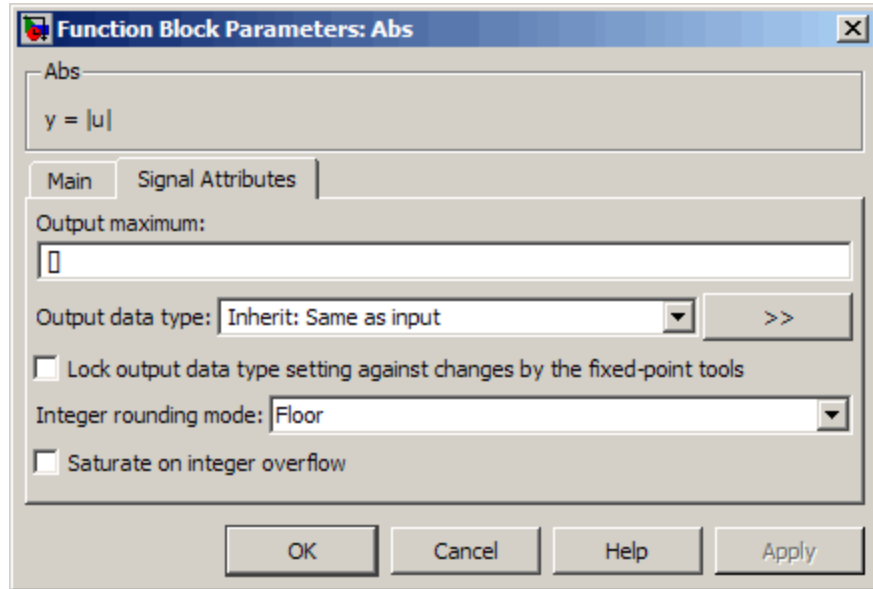 Function Block Parameters: Abs
Abs
y = |u|
Main Signal Attributes
Output maximum:
[]
Output data type: Inherit: Same as input >>
Lock output data type setting against changes by the fixed-point tools
Integer rounding mode: Floor
Saturate on integer overflow
OK Cancel Help Apply